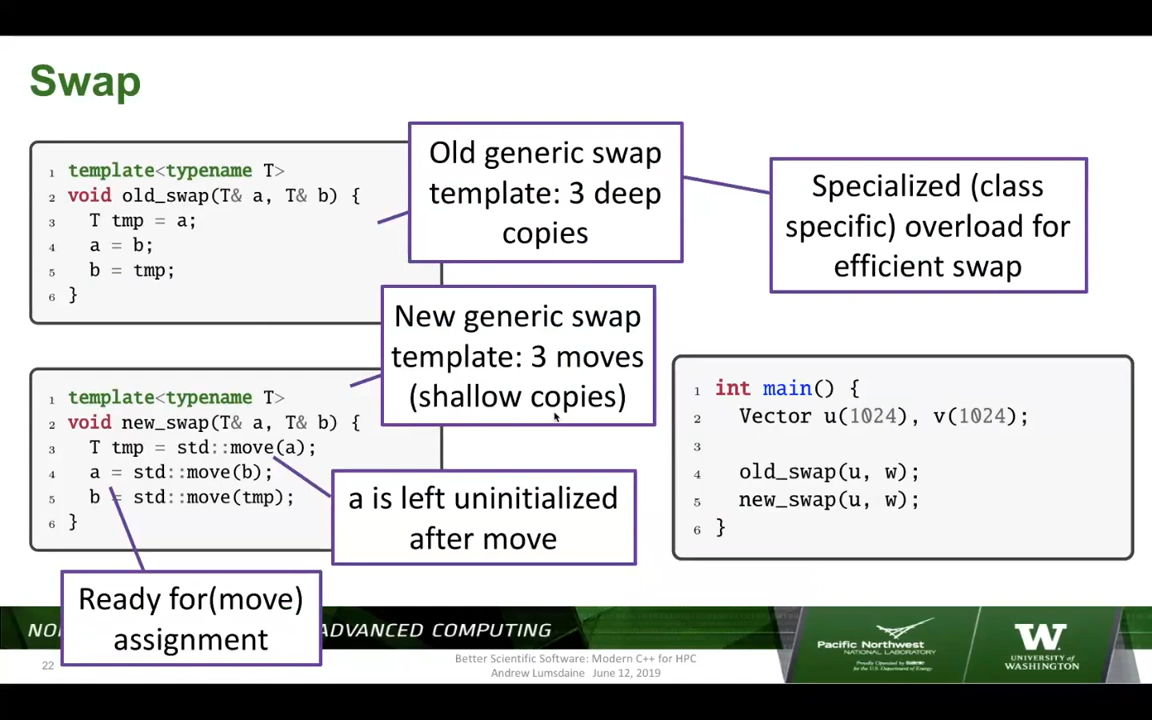 Swap
1 template<typename T>
2 void old_swap(T& a, T& b) {
3 T tmp = a;
4 a = b;
5 b = tmp;
6 }
Old generic swap
template: 3 deep
copies
Specialized (class
specific) overload for
efficient swap
New generic swap
template: 3 moves
(shallow copies)
1 template<typename T>
2 void new_swap(T& a, T& b) {
3 T tmp = std::move(a);
4 a = std::move(b);
5 b = std::move(tmp);
6 }
a is left uninitialized
after move
Ready for(move)
assignment
1 int main() {
2 Vector u(1024), v(1024);
3
4 old_swap(u, w);
5 new_swap(u, w);
6 }
ADVANCED COMPUTING
Pacific Northwest
NATIONAL LABORATORY
W
UNIVERSITY of
WASHINGTON
22
Better Scientific Software: Modern C++ for HPC
Andrew Lumsdaine June 12, 2019